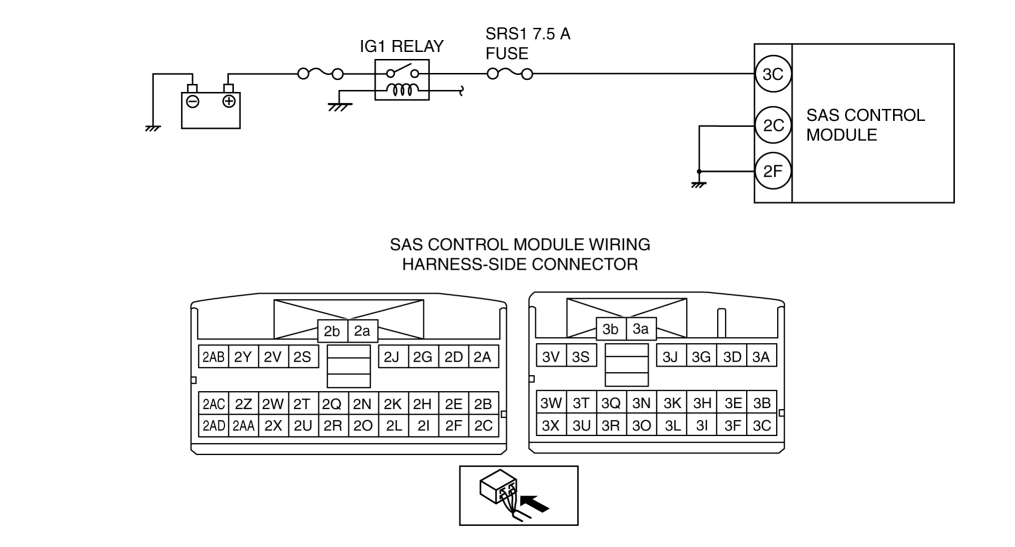 SRS1 7.5 A
FUSE
IG1 RELAY
3C
2C
2F
SAS CONTROL
MODULE
− +
SAS CONTROL MODULE WIRING
HARNESS-SIDE CONNECTOR
2b 2a
2AB 2Y 2V 2S 2J 2G 2D 2A
2AC 2Z 2W 2T 2Q 2N 2K 2H 2E 2B
2AD 2AA 2X 2U 2R 2O 2L 2I 2F 2C
3b 3a
3V 3S 3J 3G 3D 3A
3W 3T 3Q 3N 3K 3H 3E 3B
3X 3U 3R 3O 3L 3I 3F 3C